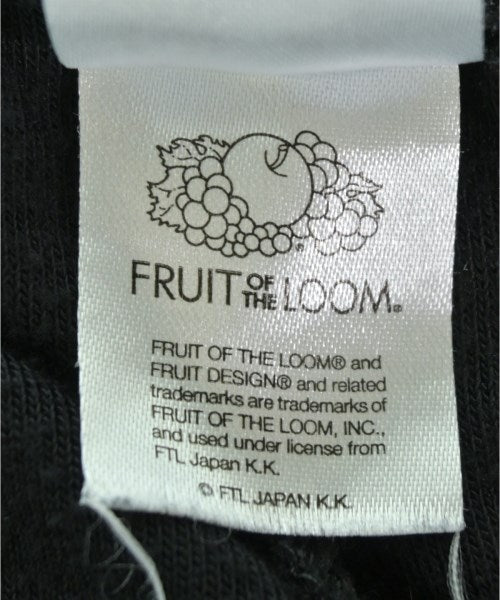 FRUIT OF THE LOOM®
FRUIT OF THE LOOM® and
FRUIT DESIGN® and related
trademarks are trademarks of
FRUIT OF THE LOOM, INC.,
and used under license from
FTL Japan K.K.
© FTL JAPAN K.K.